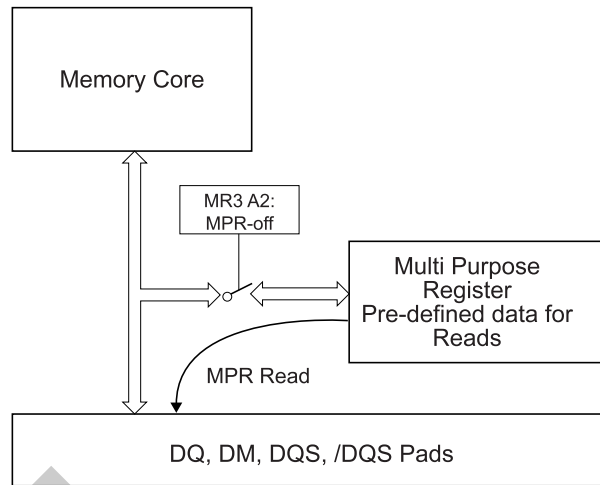 Memory Core
MR3 A2:
MPR-off
Multi Purpose
Register
Pre-defined data for
Reads
MPR Read
DQ, DM, DQS, /DQS Pads